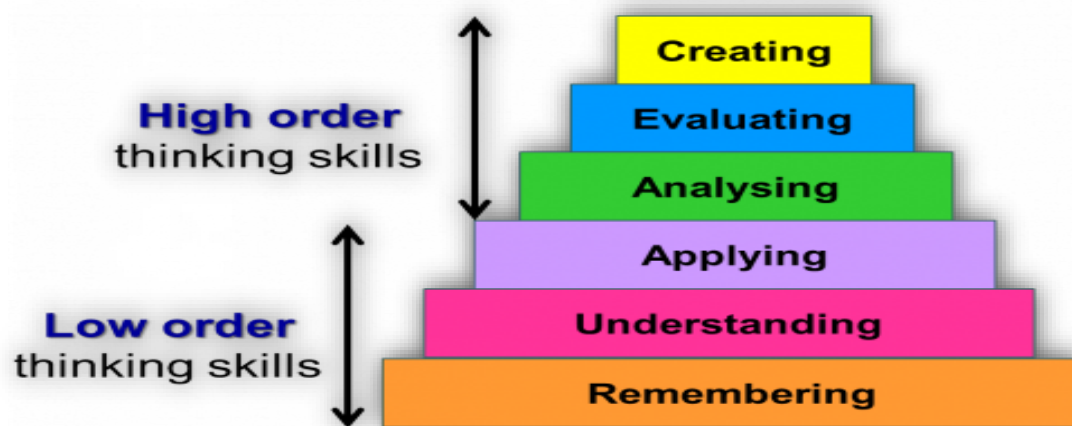 Creating
Evaluating
High order
thinking skills
Analysing
Applying
Understanding
Low order
thinking skills
Remembering